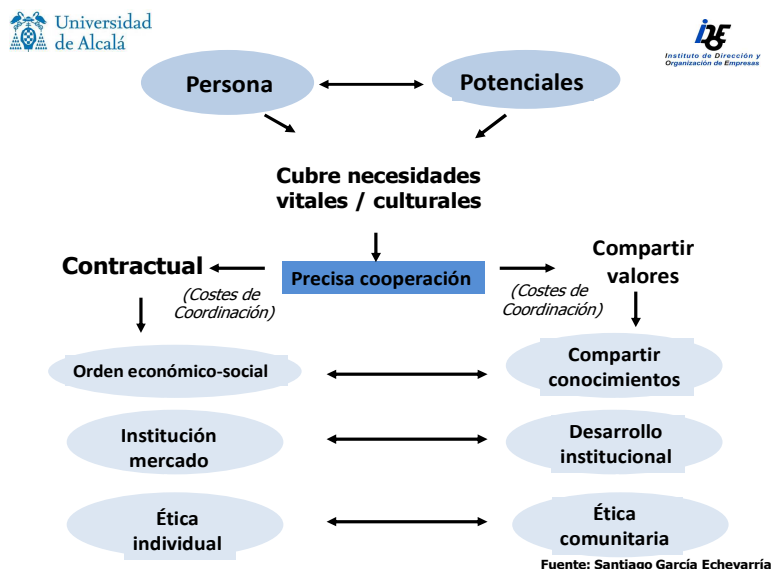 Universidad
de Alcalá
Instituto de Dirección y
Organización de Empresas
Persona
Potenciales
Cubre necesidades
vitales / culturales
Contractual
Precisa cooperación
Compartir
valores
(Costes de
Coordinación)
(Costes de
Coordinación)
Orden económico-social
Compartir
conocimientos
Institución
mercado
Desarrollo
institucional
Ética
individual
Ética
comunitaria
Fuente: Santiago García Echevarría